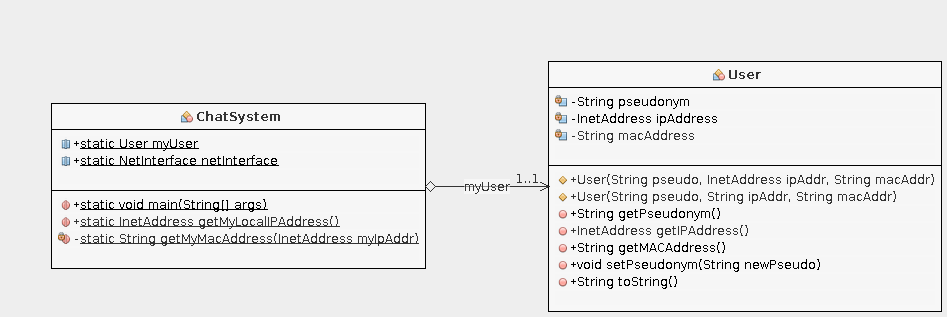 ChatSystem
+static User myUser
+static NetInterface netInterface
+static void main(String[] args)
+static InetAddress getMyLocalIPAddress()
-static String getMyMacAddress(InetAddress myIpAddr)
myUser
1..1
User
-String pseudonym
-InetAddress ipAddress
-String macAddress
+User(String pseudo, InetAddress ipAddr, String macAddr)
+User(String pseudo, String ipAddr, String macAddr)
+String getPseudonym()
+InetAddress getIPAddress()
+String getMACAddress()
+void setPseudonym(String newPseudo)
+String toString()